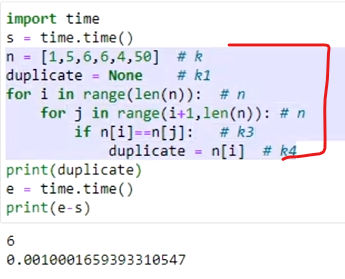 import time
s = time.time()
n = [1,5,6,6,4,50]  # k
duplicate = None    # k1
for i in range(len(n)):  # n
    for j in range(i+1,len(n)): # n
        if n[i]==n[j]:   # k3
            duplicate = n[i]  # k4
print(duplicate)
e = time.time()
print(e-s)
6
0.0010001659393310547